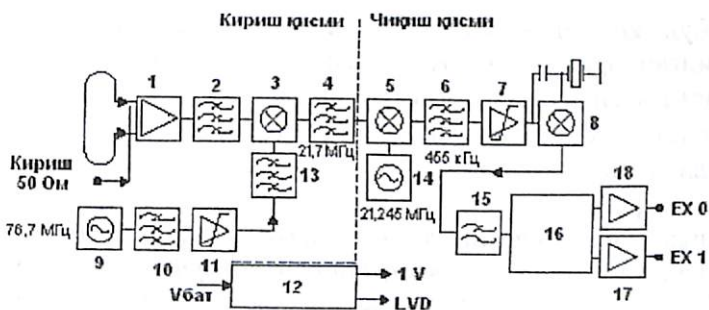 Кириш қисми
Чиқиш қисми
1
2
3
4
5
6
7
8
21,7 МГц
455 кГц
Кириш
50 Ом
13
14
21,245 МГц
15
16
18
EX 0
EX 1
17
76,7 МГц
9
10
11
12
Vбат
1 V
LVD